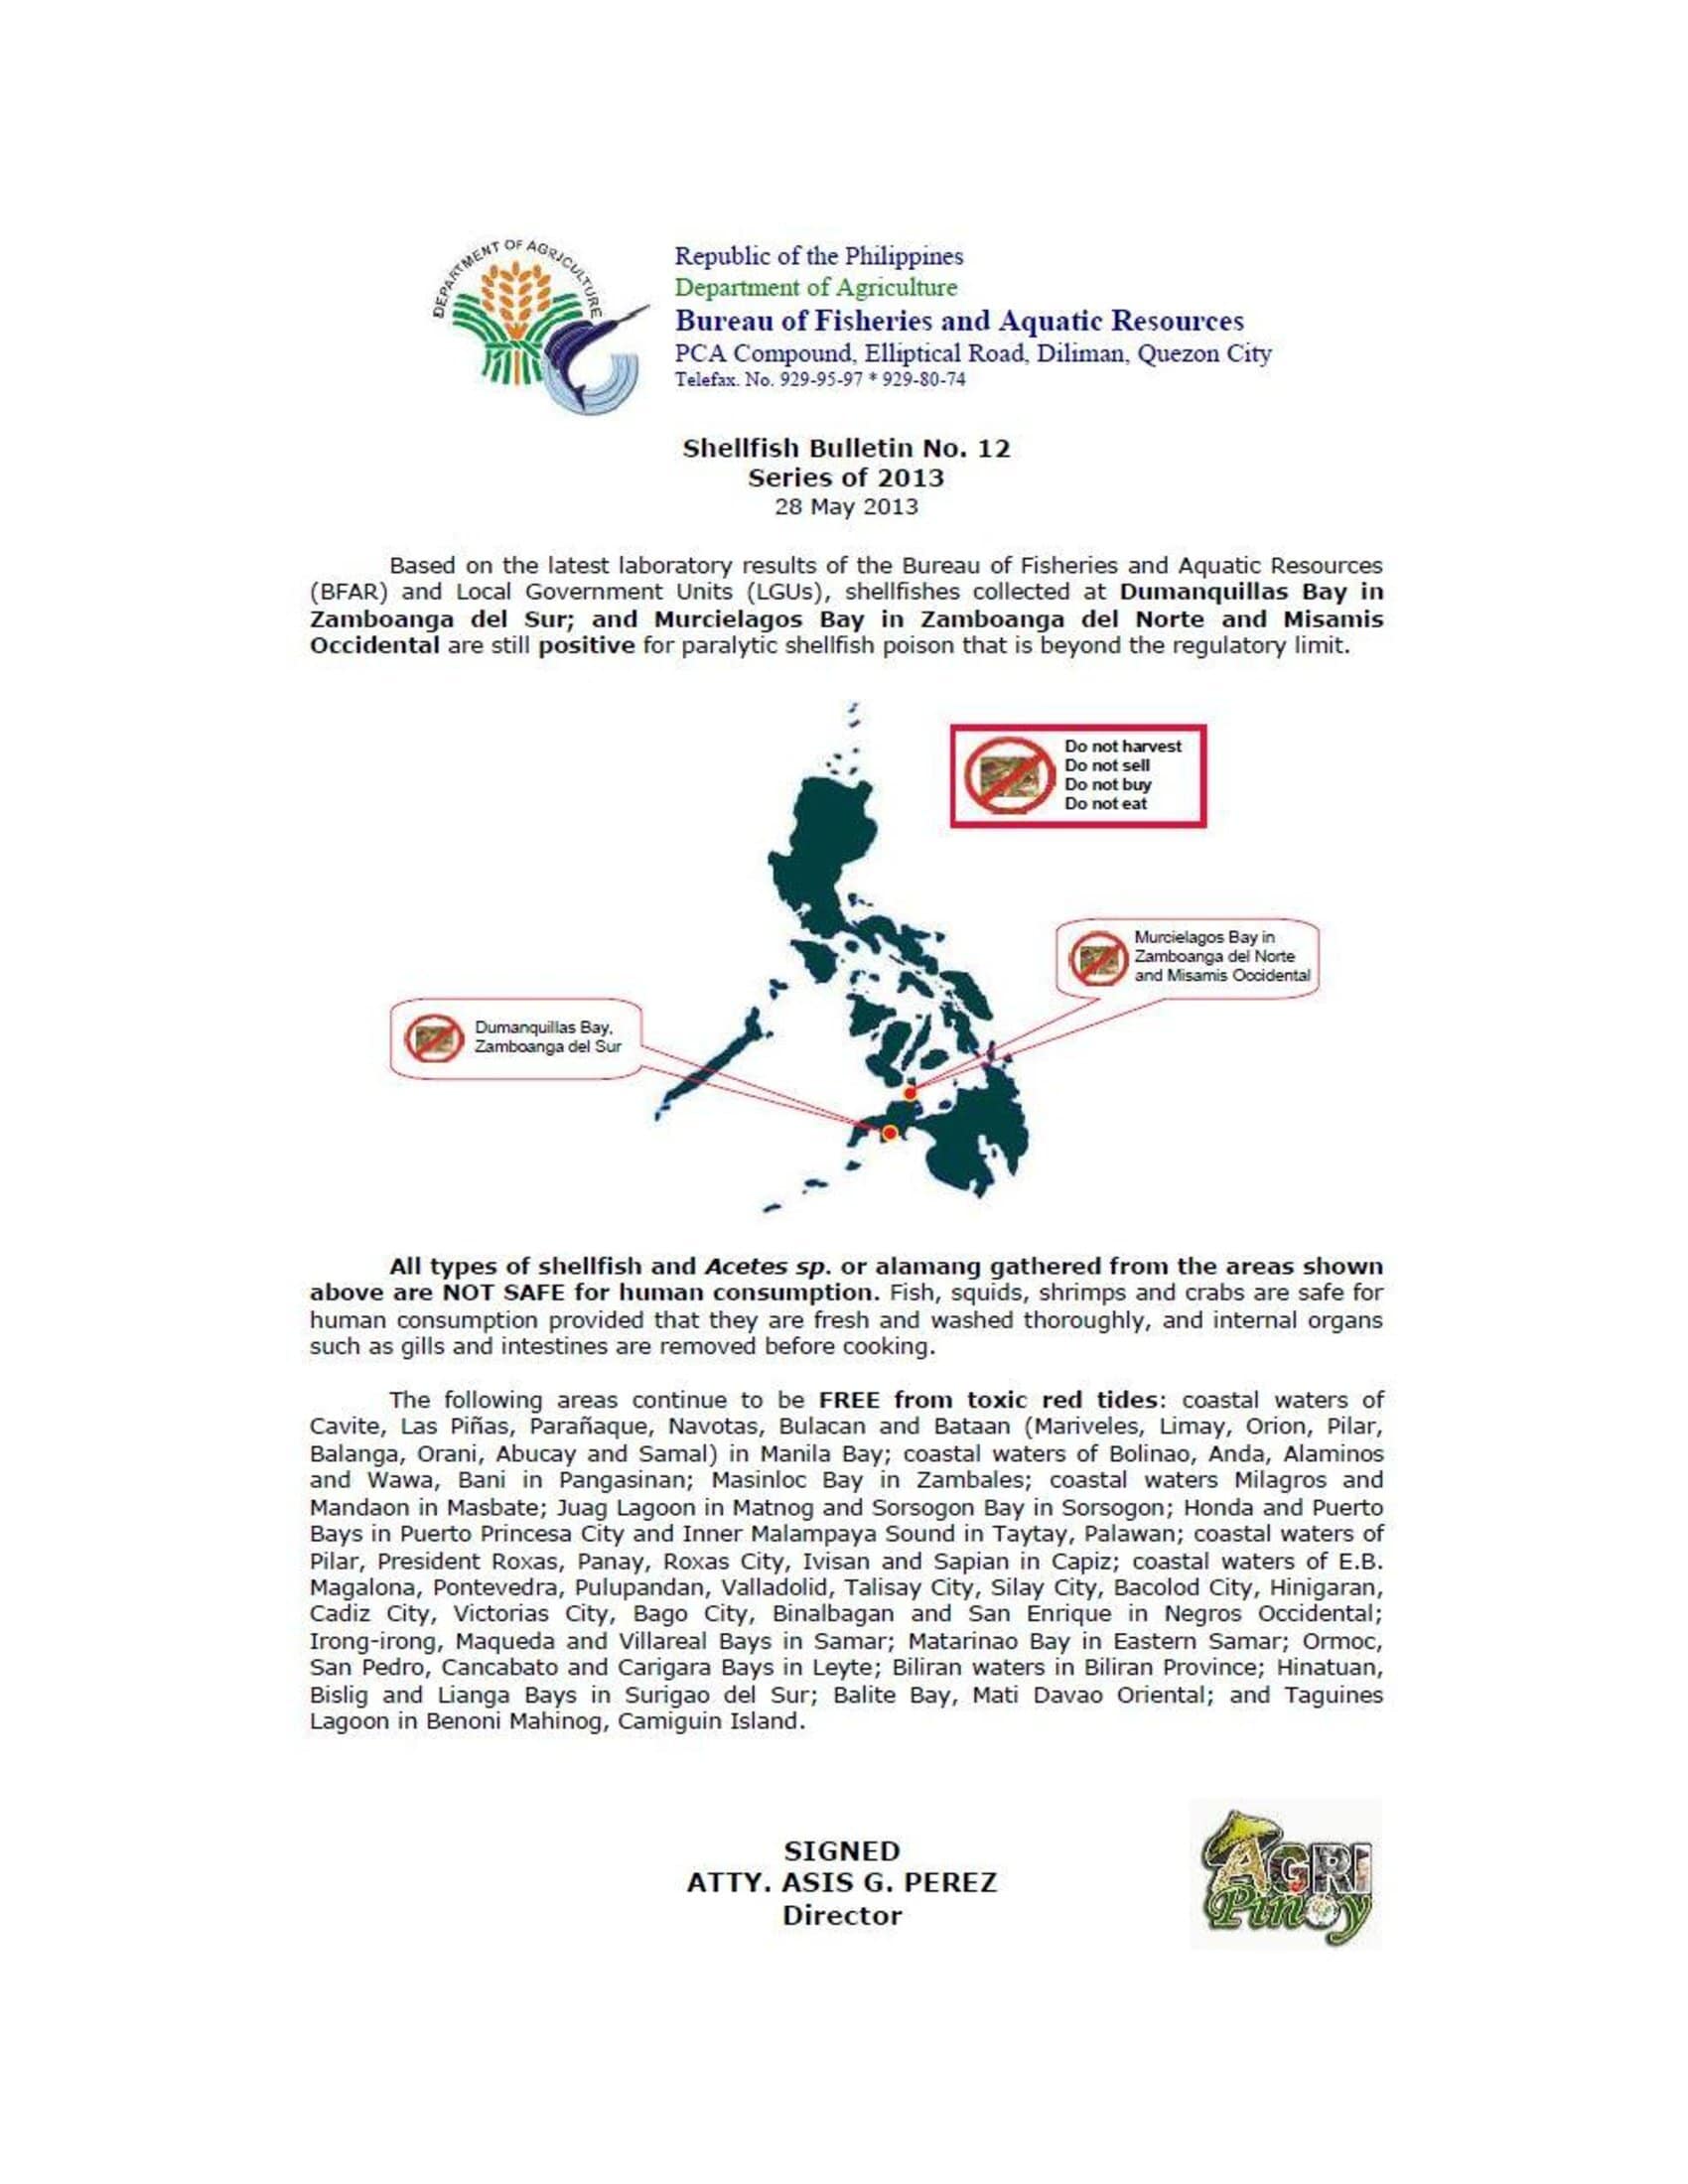 DEPARTMENT OF AGRICULTURE
Republic of the Philippines
Department of Agriculture
Bureau of Fisheries and Aquatic Resources
PCA Compound, Elliptical Road, Diliman, Quezon City
Telefax. No. 929-95-97 * 929-80-74
Shellfish Bulletin No. 12
Series of 2013
28 May 2013
Based on the latest laboratory results of the Bureau of Fisheries and Aquatic Resources
(BFAR) and Local Government Units (LGUs), shellfishes collected at Dumanquillas Bay in
Zamboanga del Sur; and Murcielagos Bay in Zamboanga del Norte and Misamis
Occidental are still positive for paralytic shellfish poison that is beyond the regulatory limit.
Do not harvest
Do not sell
Do not buy
Do not eat
Murcielagos Bay in
Zamboanga del Norte
and Misamis Occidental
Dumanquillas Bay,
Zamboanga del Sur
All types of shellfish and Acetes sp. or alamang gathered from the areas shown
above are NOT SAFE for human consumption. Fish, squids, shrimps and crabs are safe for
human consumption provided that they are fresh and washed thoroughly, and internal organs
such as gills and intestines are removed before cooking.
The following areas continue to be FREE from toxic red tides: coastal waters of
Cavite, Las Piñas, Parañaque, Navotas, Bulacan and Bataan (Mariveles, Limay, Orion, Pilar,
Balanga, Orani, Abucay and Samal) in Manila Bay; coastal waters of Bolinao, Anda, Alaminos
and Wawa, Bani in Pangasinan; Masinloc Bay in Zambales; coastal waters Milagros and
Mandaon in Masbate; Juag Lagoon in Matnog and Sorsogon Bay in Sorsogon; Honda and Puerto
Bays in Puerto Princesa City and Inner Malampaya Sound in Taytay, Palawan; coastal waters of
Pilar, President Roxas, Panay, Roxas City, Ivisan and Sapian in Capiz; coastal waters of E.B.
Magalona, Pontevedra, Pulupandan, Valladolid, Talisay City, Silay City, Bacolod City, Hinigaran,
Cadiz City, Victorias City, Bago City, Binalbagan and San Enrique in Negros Occidental;
Irong-irong, Maqueda and Villareal Bays in Samar; Matarinao Bay in Eastern Samar; Ormoc,
San Pedro, Cancabato and Carigara Bays in Leyte; Biliran waters in Biliran Province; Hinatuan,
Bislig and Lianga Bays in Surigao del Sur; Balite Bay, Mati Davao Oriental; and Taguines
Lagoon in Benoni Mahinog, Camiguin Island.
SIGNED
ATTY. ASIS G. PEREZ
Director
AGRI
Pinoy